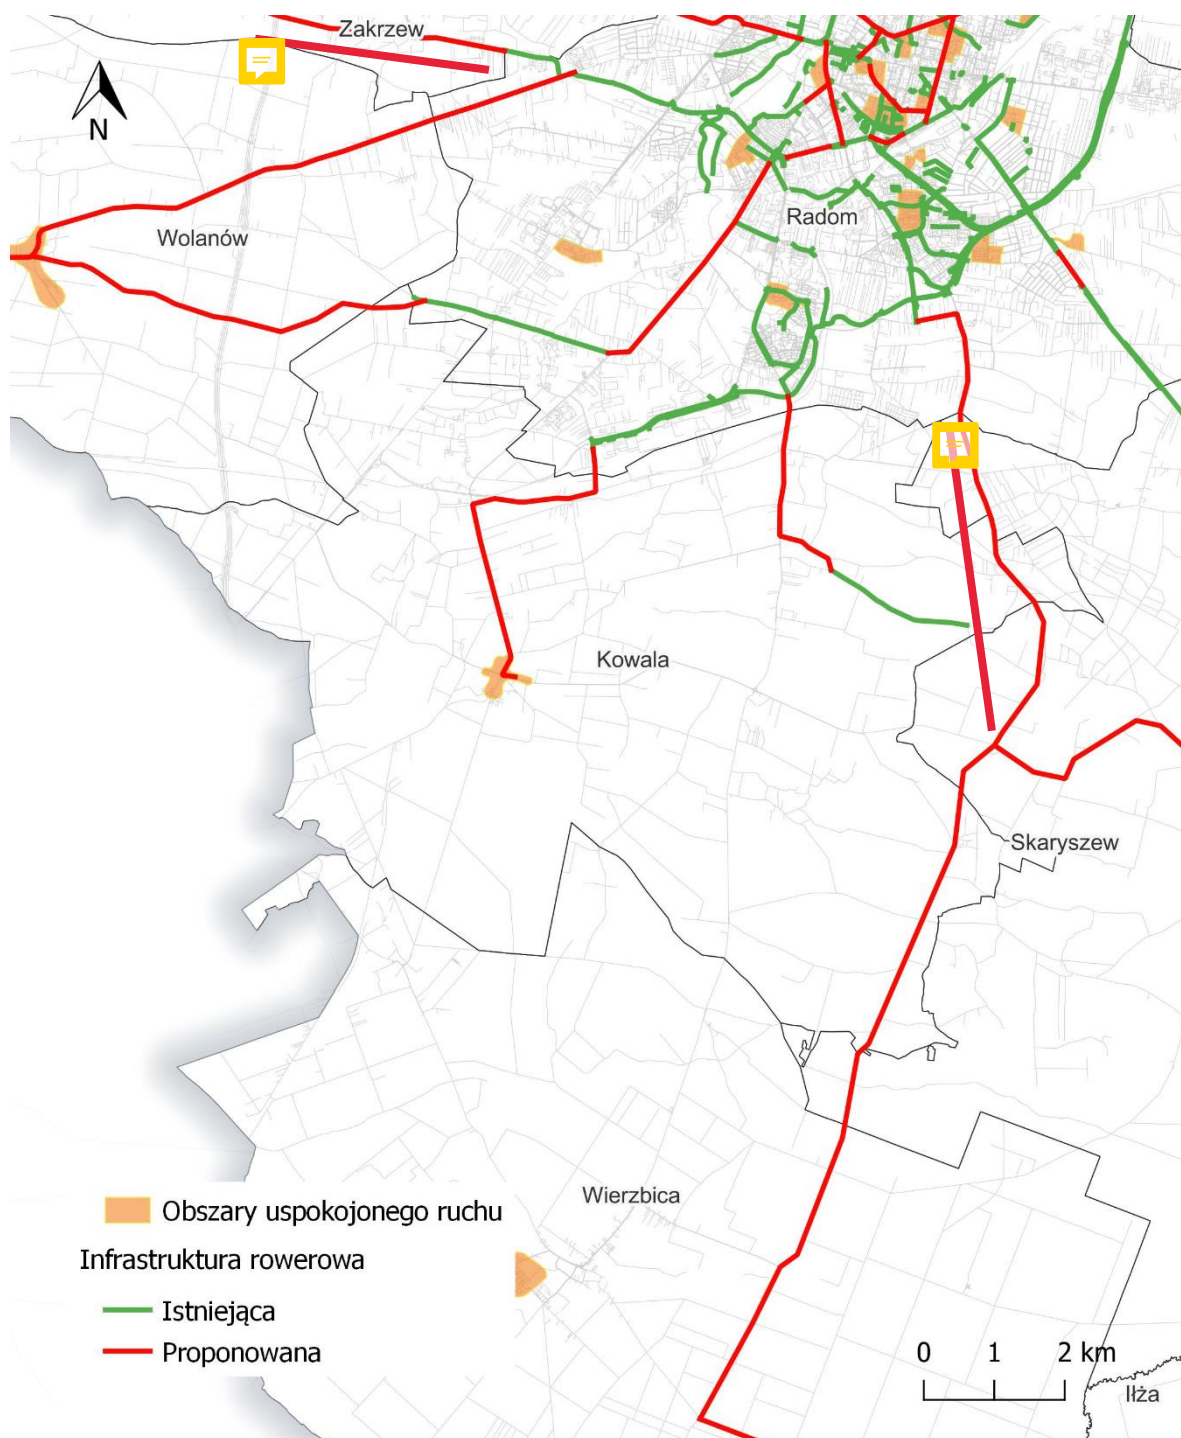 Zakrzew
N
Wolanów
Radom
Kowala
Skaryszew
Wierzbica
Obszary uspokojonego ruchu
Infrastruktura rowerowa
Istniejąca
Proponowana
0 1 2 km
Iłża